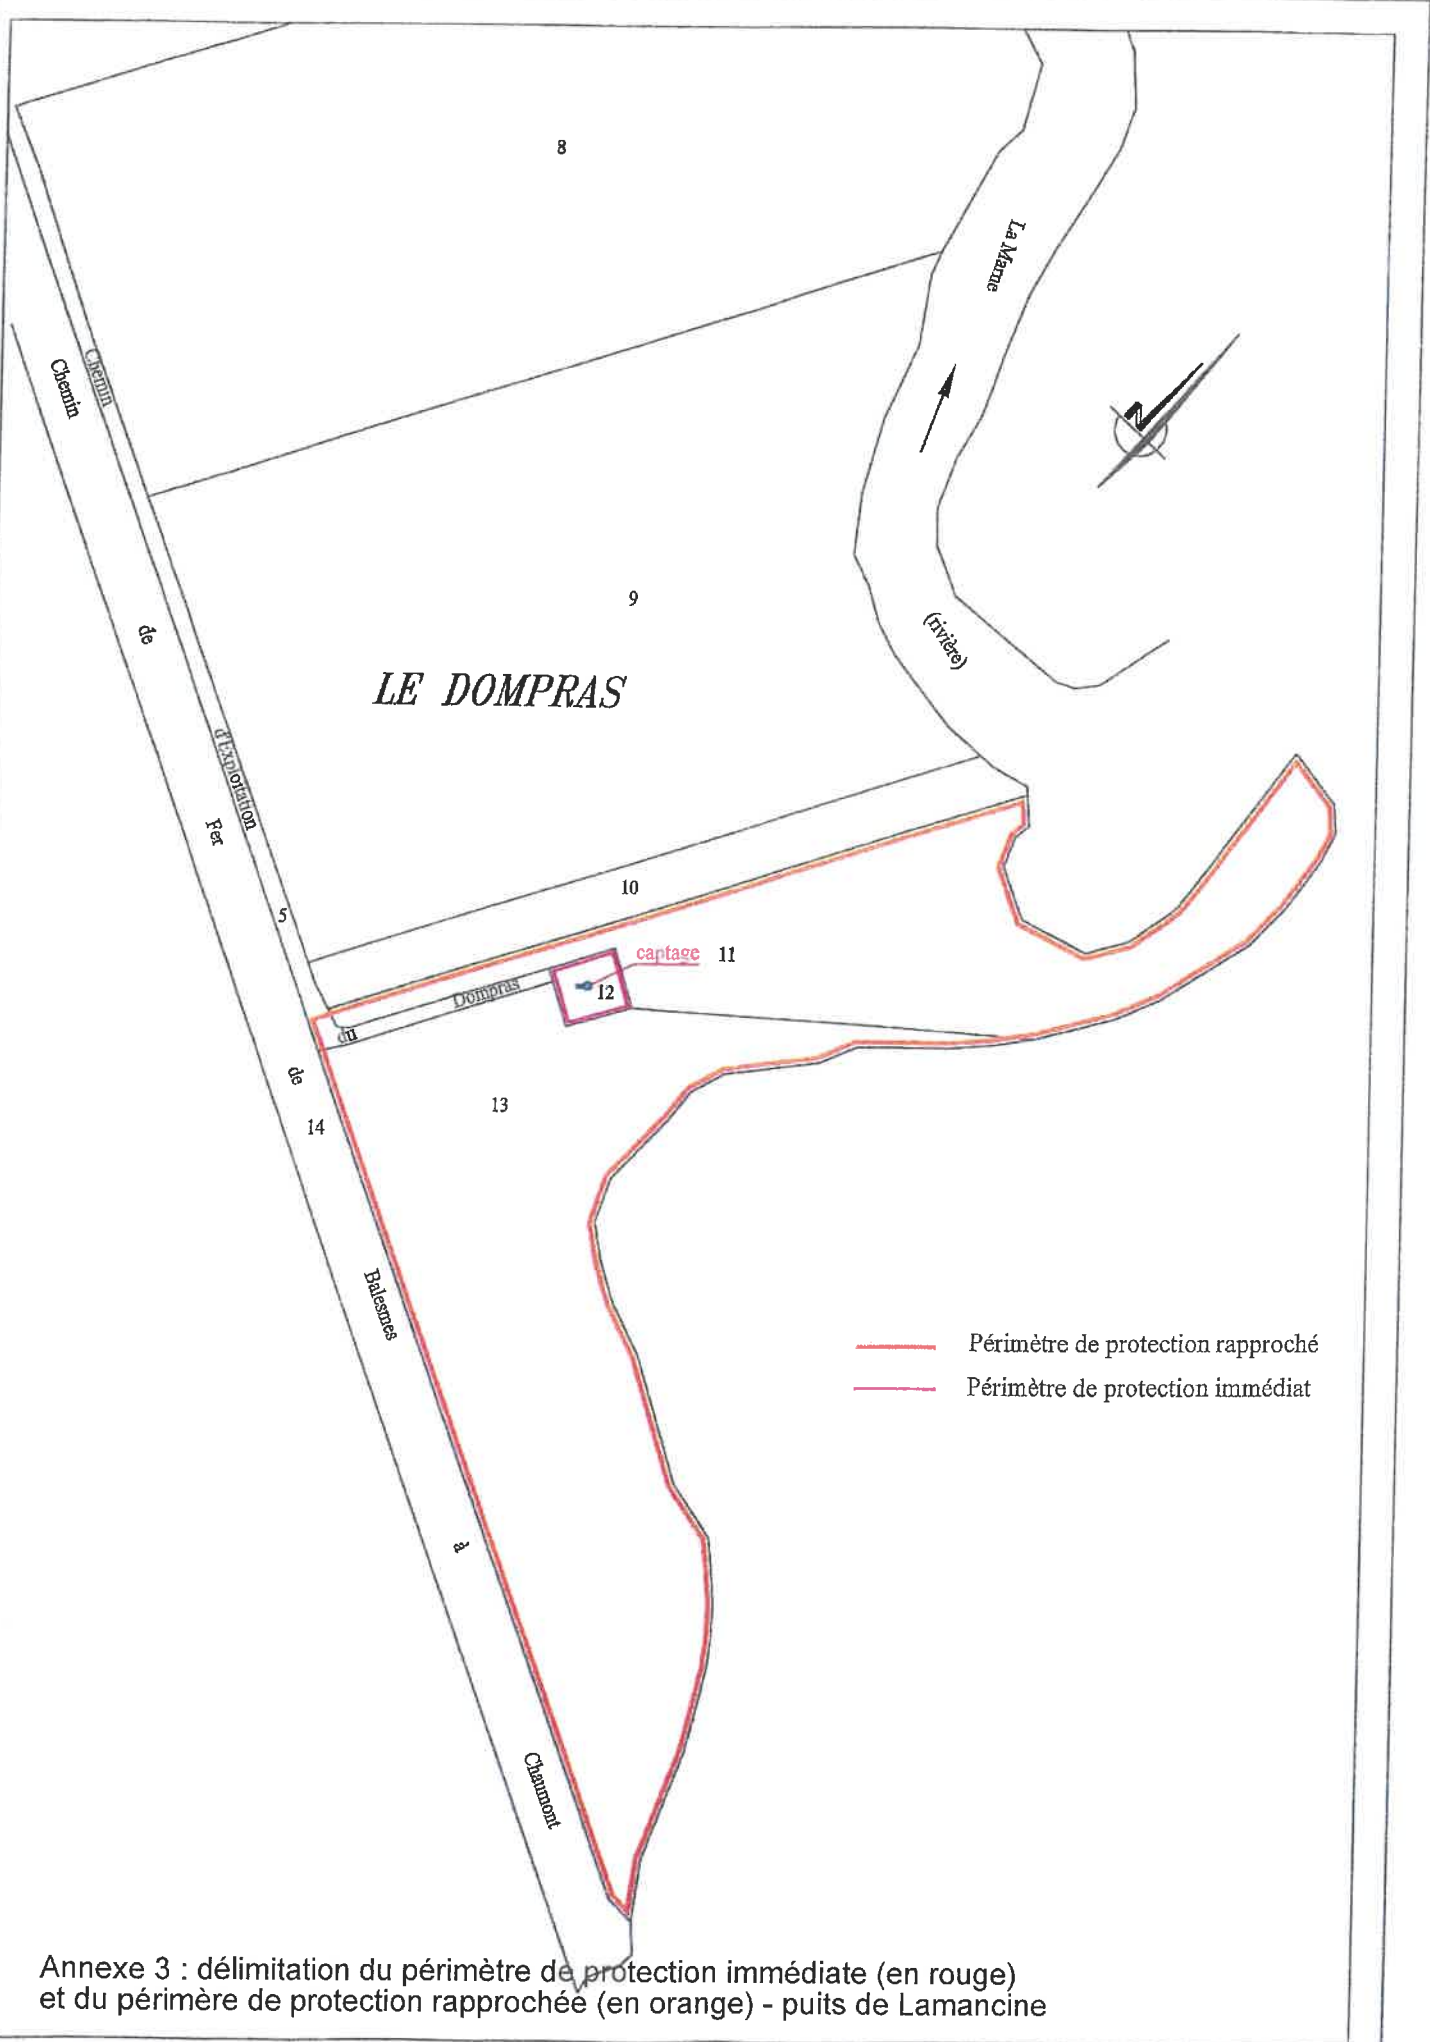 8
La Marne
N
Chemin
Chemin
9
de
(rivière)
LE DOMPRAS
d'Exploitation
Fer
10
5
captage 11
12
Dompras
du
de
13
14
Balesmes
Périmètre de protection rapproché
Périmètre de protection immédiat
à
Chaumont
Annexe 3 : délimitation du périmètre de protection immédiate (en rouge)
et du périmère de protection rapprochée (en orange) - puits de Lamancine